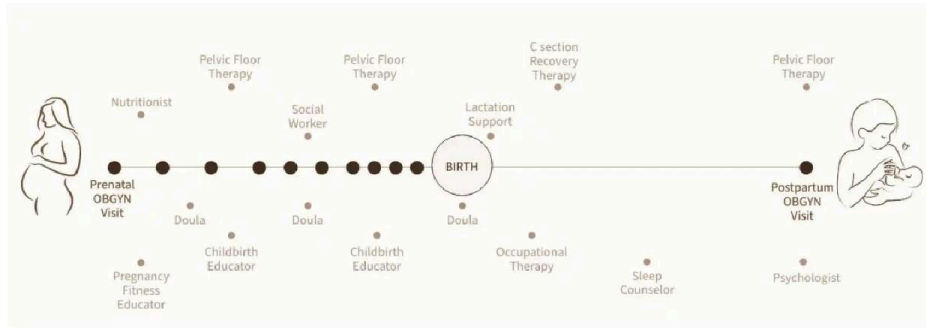 Pelvic Floor
Therapy
Pelvic Floor
Therapy
C section
Recovery
Therapy
Pelvic Floor
Therapy
Nutritionist
Social
Worker
Lactation
Support
BIRTH
Prenatal
OBGYN
Visit
Postpartum
OBGYN
Visit
Doula
Doula
Doula
Childbirth
Educator
Childbirth
Educator
Occupational
Therapy
Pregnancy
Fitness
Educator
Sleep
Counselor
Psychologist